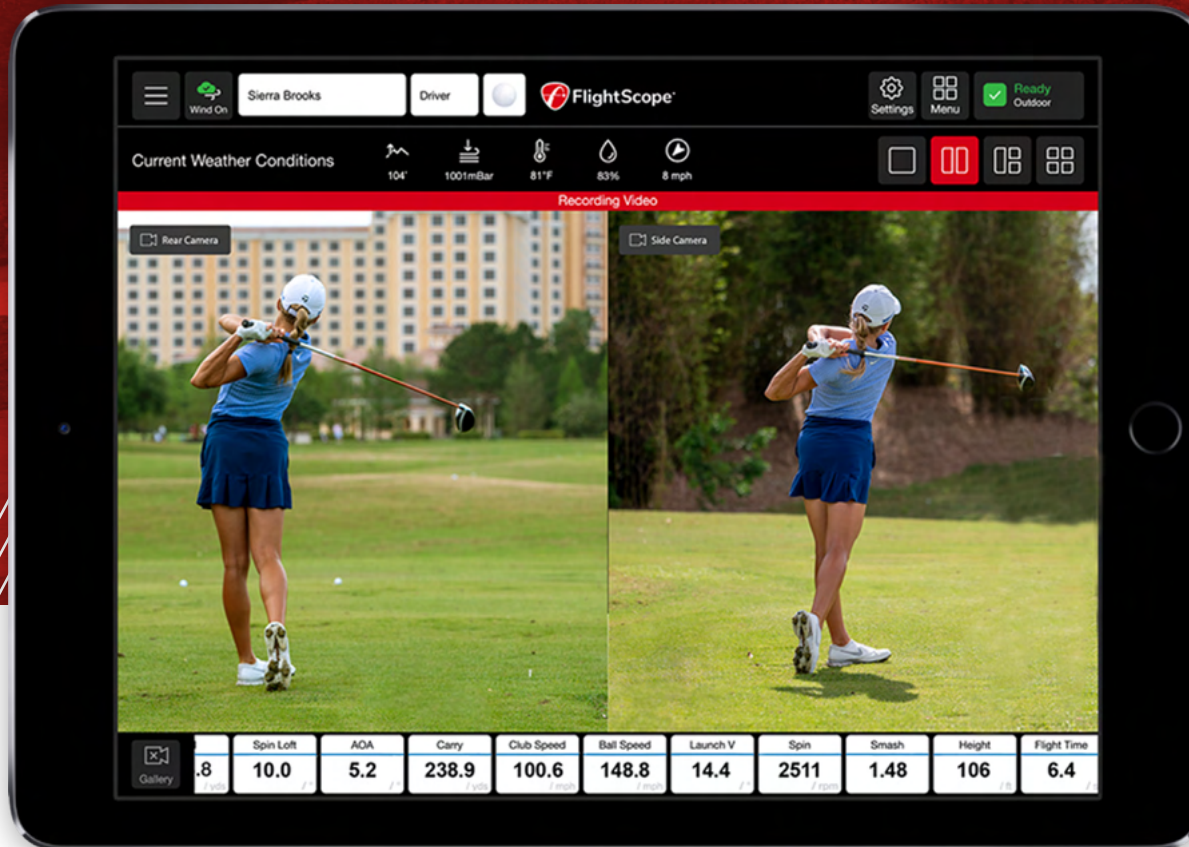 Wind On
Sierra Brooks
Driver
FlightScope
Settings
Menu
Ready
Outdoor
Current Weather Conditions
104'
1001mBar
81°F
83%
8 mph
Recording Video
Rear Camera
Side Camera
Gallery
.8
/ yds
Spin Loft
10.0
/ °
AOA
5.2
/ °
Carry
238.9
/ yds
Club Speed
100.6
/ mph
Ball Speed
148.8
/ mph
Launch V
14.4
/ °
Spin
2511
/ rpm
Smash
1.48
Height
106
/ ft
Flight Time
6.4